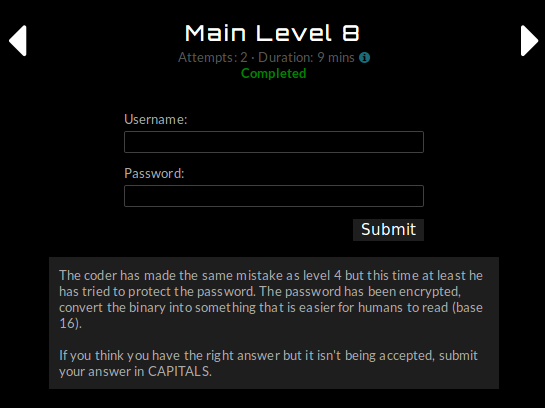 Main Level 8
Attempts: 2 · Duration: 9 mins
Completed
Username:
Password:
Submit
The coder has made the same mistake as level 4 but this time at least he
has tried to protect the password. The password has been encrypted,
convert the binary into something that is easier for humans to read (base
16).
If you think you have the right answer but it isn't being accepted, submit
your answer in CAPITALS.